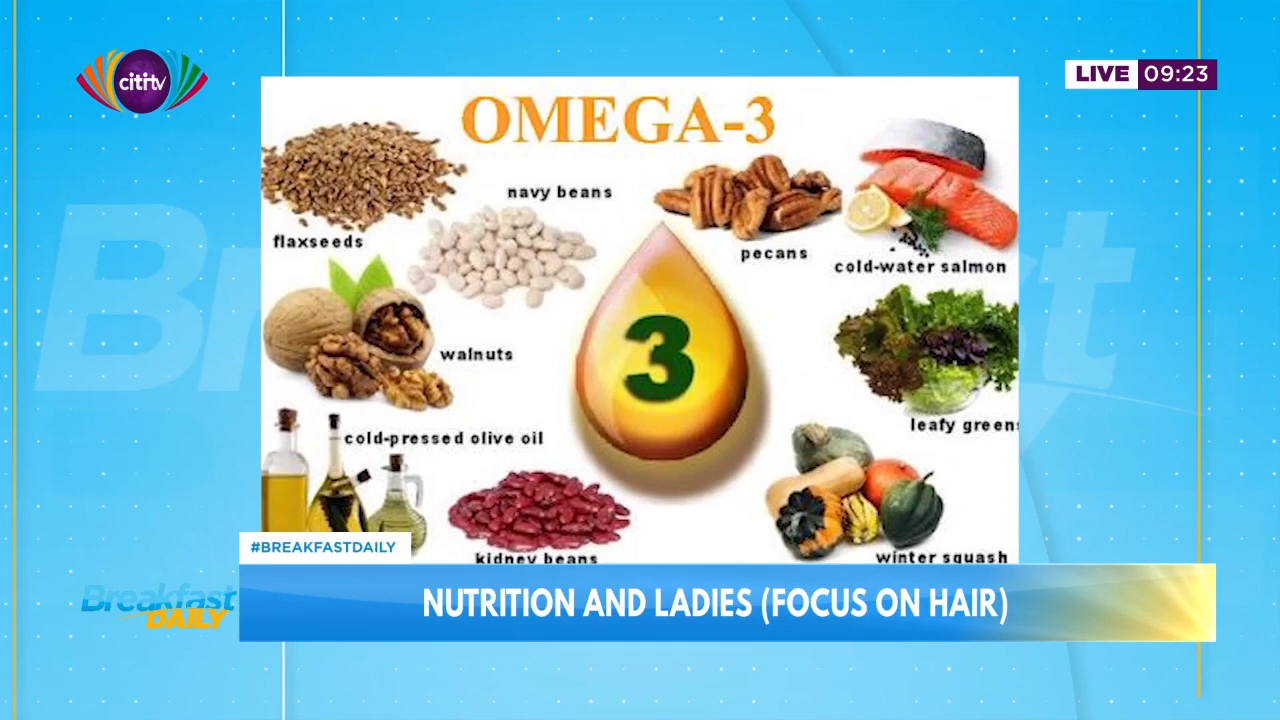 citi tv
LIVE 09:23
OMEGA-3
navy beans
flaxseeds
pecans
cold-water salmon
walnuts
3
leafy greens
cold-pressed olive oil
kidney beans
winter squash
#BREAKFASTDAILY
Breakfast
DAILY
NUTRITION AND LADIES (FOCUS ON HAIR)